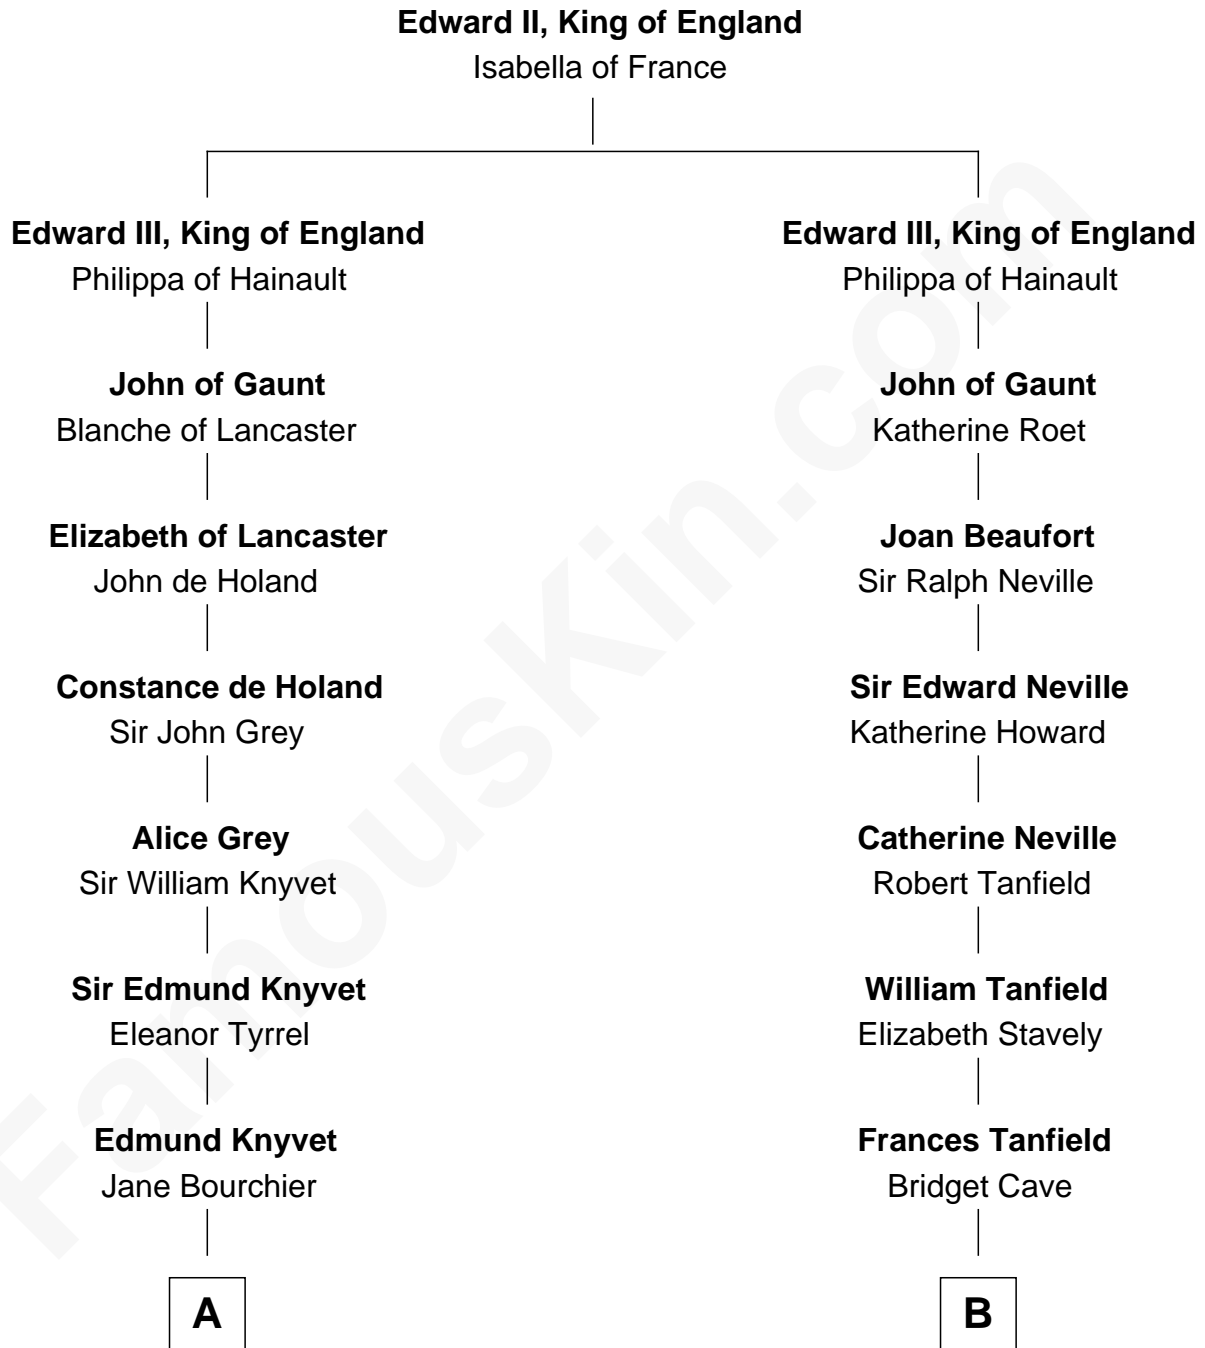 Edward II, King of England
Isabella of France
Edward III, King of England
Philippa of Hainault
John of Gaunt
Blanche of Lancaster
Elizabeth of Lancaster
John de Holand
Constance de Holand
Sir John Grey
Alice Grey
Sir William Knyvet
Sir Edmund Knyvet
Eleanor Tyrrel
Edmund Knyvet
Jane Bourchier
A
Edward III, King of England
Philippa of Hainault
John of Gaunt
Katherine Roet
Joan Beaufort
Sir Ralph Neville
Sir Edward Neville
Katherine Howard
Catherine Neville
Robert Tanfield
William Tanfield
Elizabeth Stavely
Frances Tanfield
Bridget Cave
B
FamousKin.com